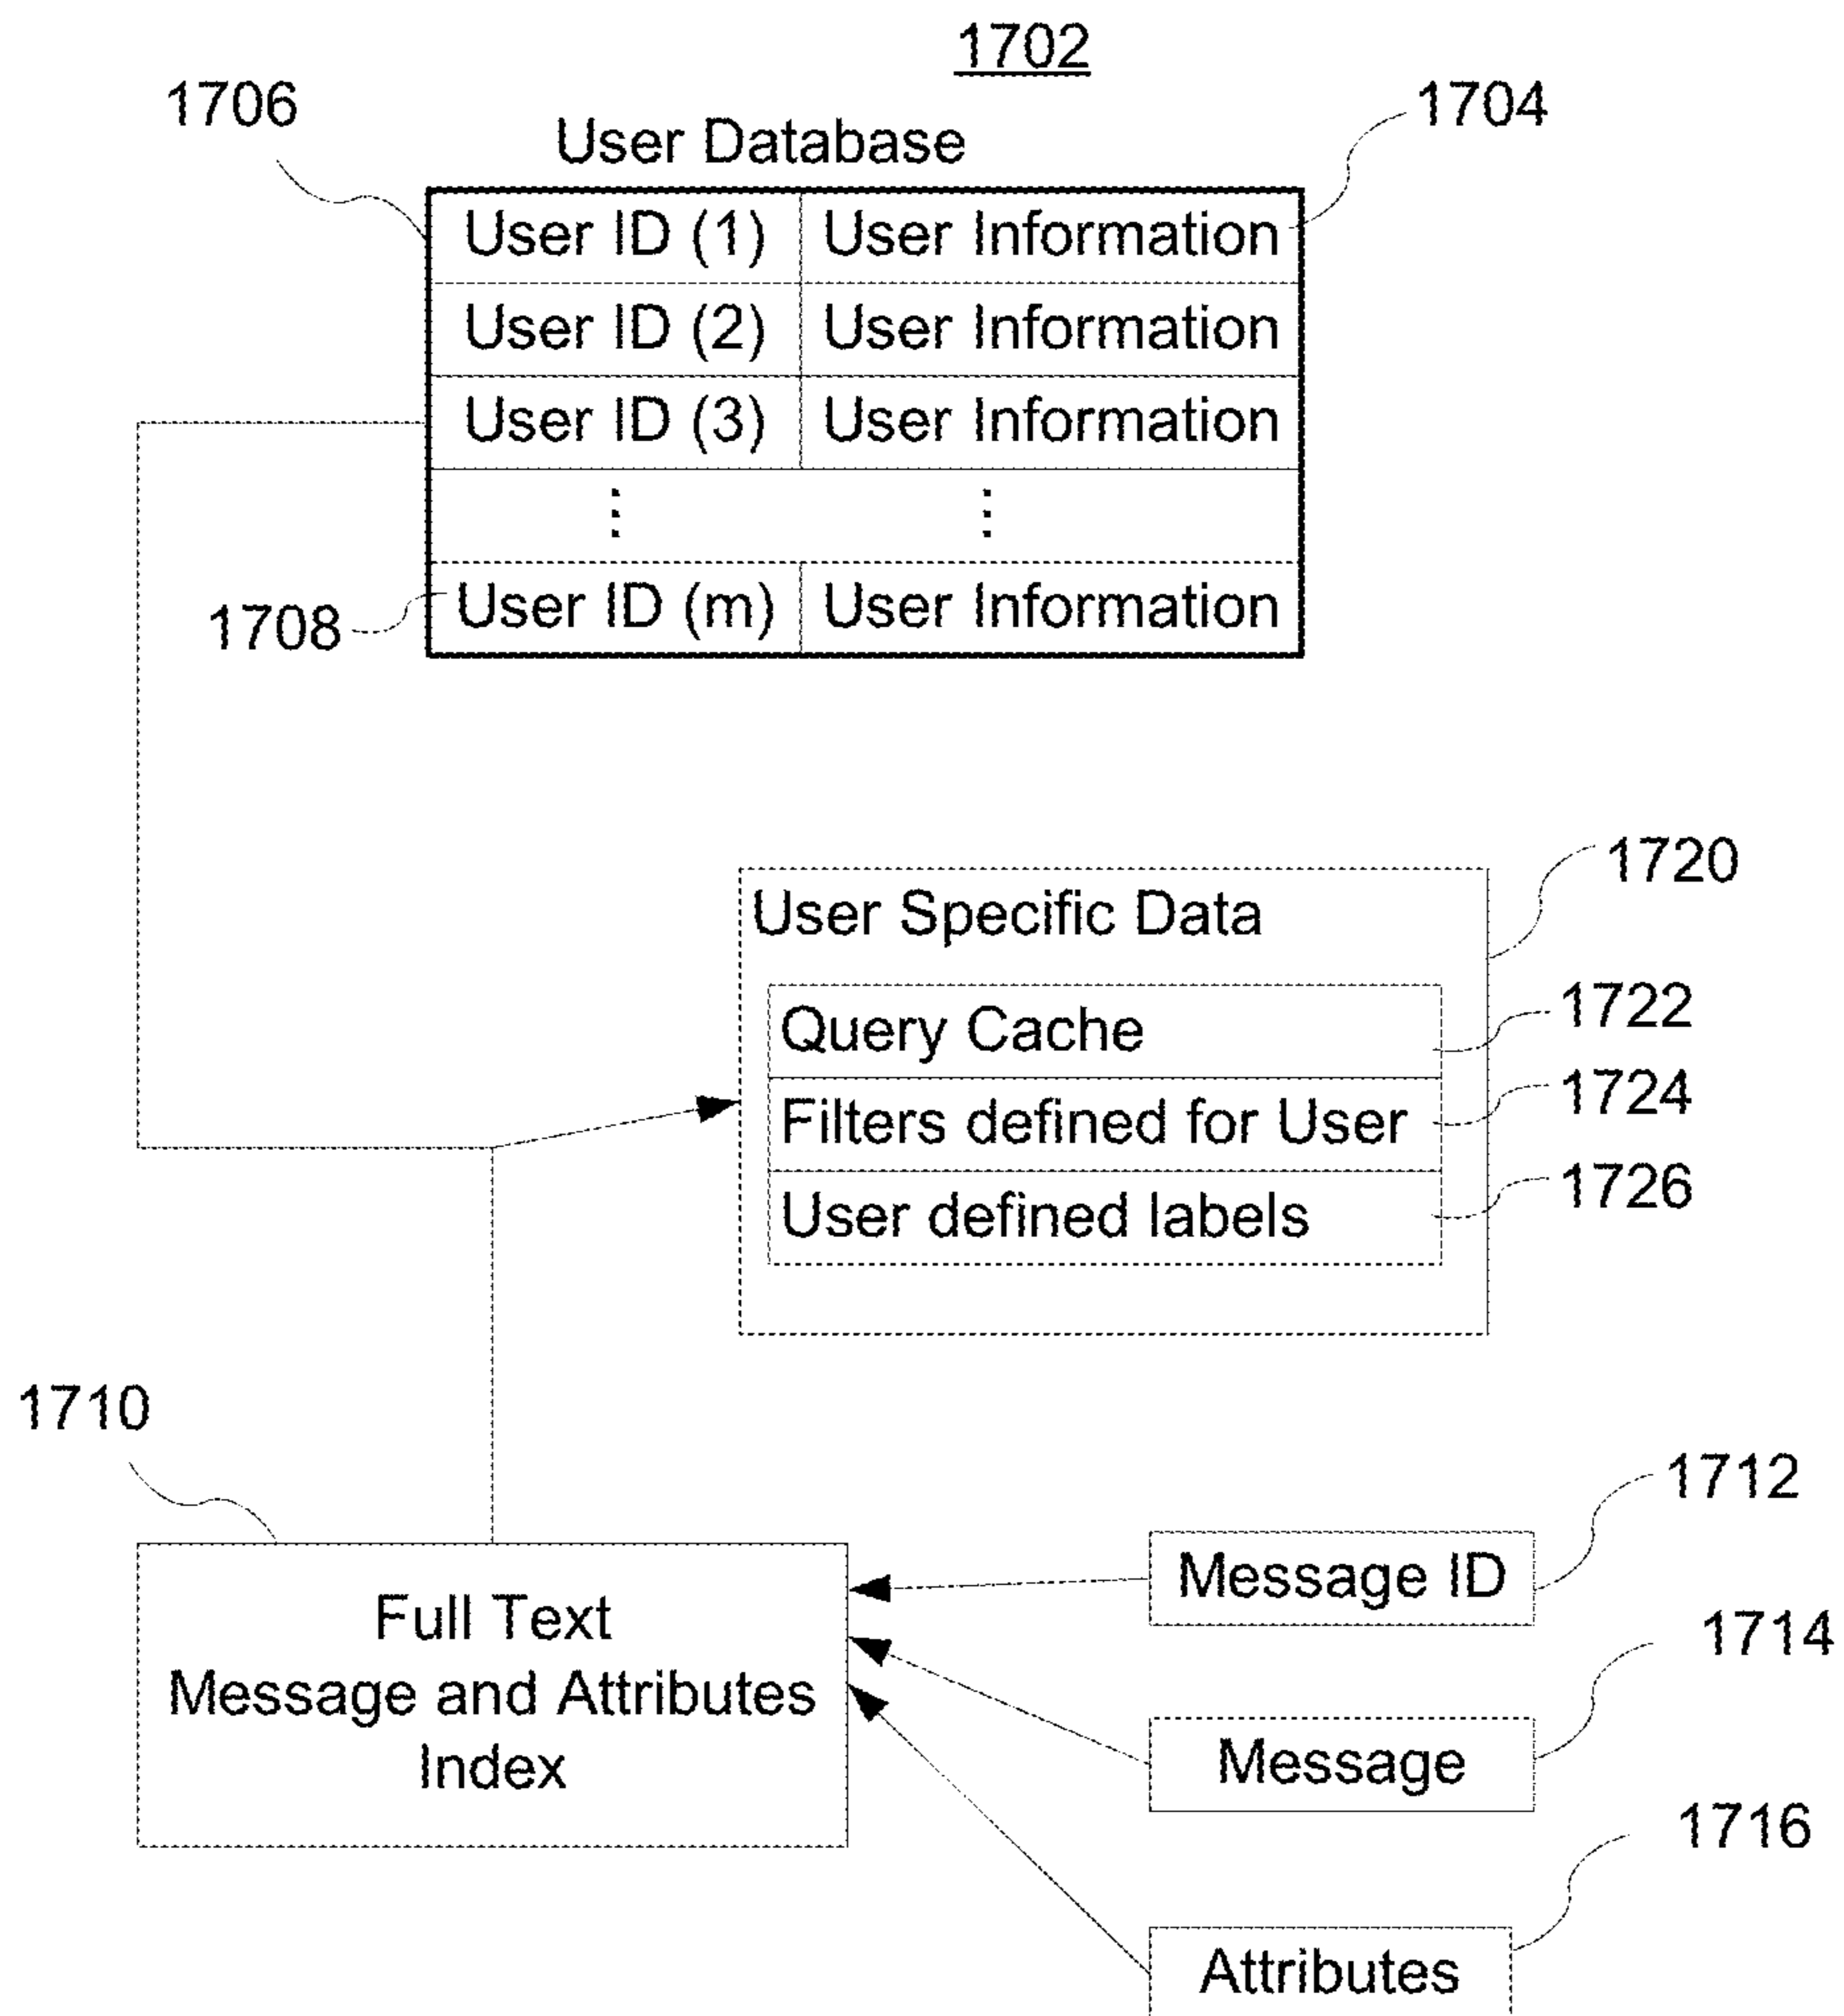 1702
1706
1704
User Database
User ID (1) User Information
User ID (2) User Information
User ID (3) User Information
1708
User ID (m) User Information
1720
User Specific Data
Query Cache
1722
Filters defined for User
1724
User defined labels
1726
1710
1712
Message ID
Full Text
Message and Attributes
Index
1714
Message
1716
Attributes